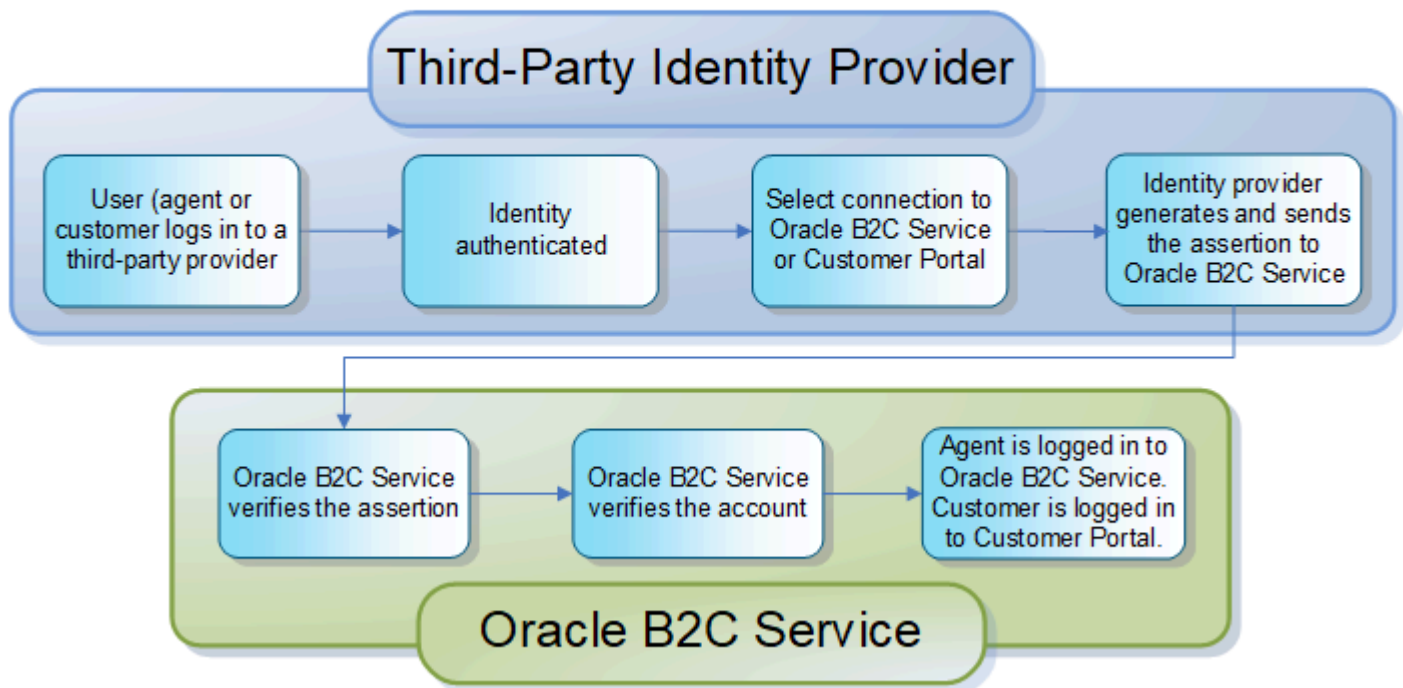 Third-Party Identity Provider
User (agent or
customer logs in to a
third-party provider
Identity
authenticated
Select connection to
Oracle B2C Service
or Customer Portal
Identity provider
generates and sends
the assertion to
Oracle B2C Service
Oracle B2C Service
verifies the assertion
Oracle B2C Service
verifies the account
Agent is logged in to
Oracle B2C Service.
Customer is logged in
to Customer Portal.
Oracle B2C Service